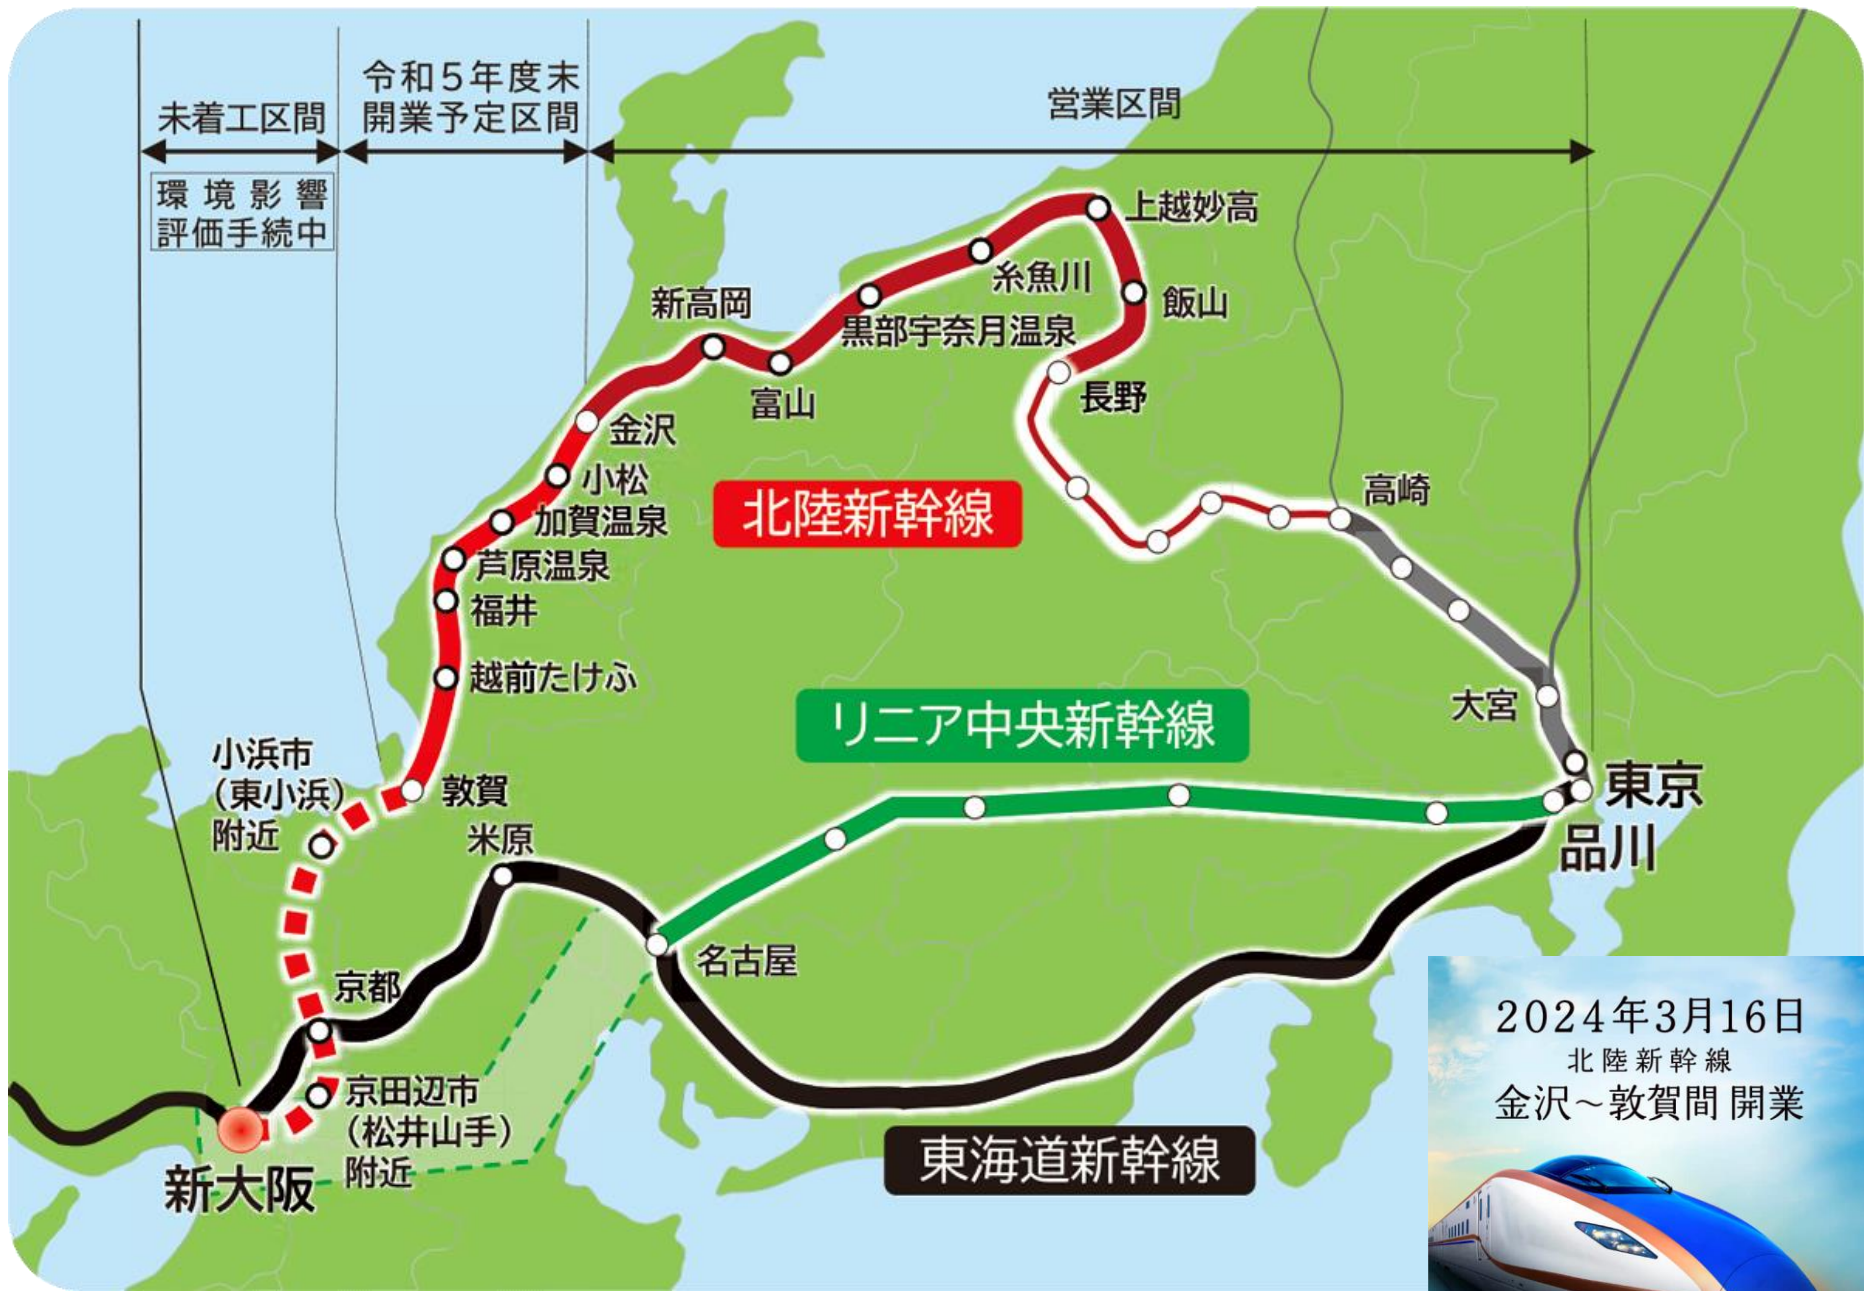 未着工区間
環境影響
評価手続中
令和5年度末
開業予定区間
営業区間
上越妙高
糸魚川
飯山
黒部宇奈月温泉
新高岡
富山
長野
金沢
小松
加賀温泉
芦原温泉
福井
越前たけふ
北陸新幹線
高崎
大宮
リニア中央新幹線
東京
品川
小浜市
（東小浜）
附近
敦賀
米原
名古屋
京都
京田辺市
（松井山手）
附近
新大阪
東海道新幹線
2024年3月16日
北陸新幹線
金沢～敦賀間 開業